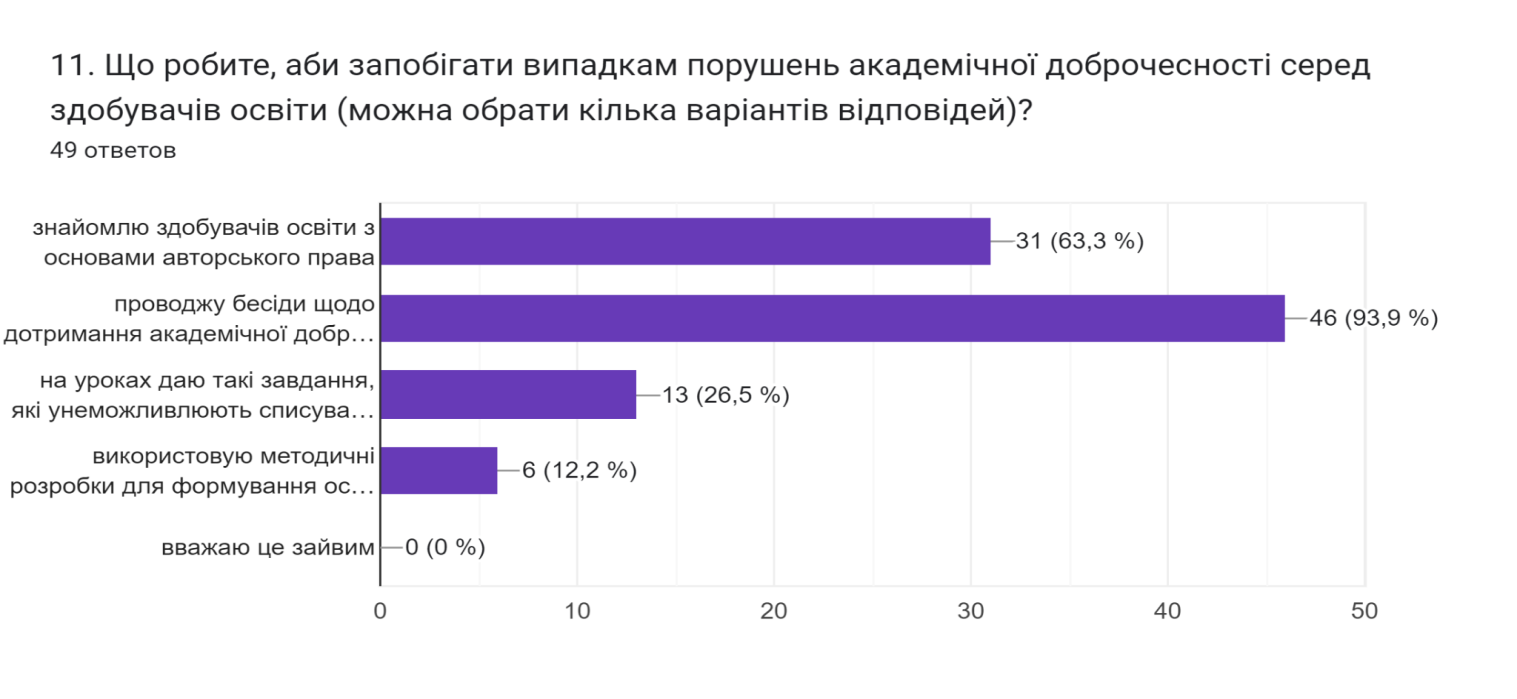 11. Що робите, аби запобігати випадкам порушень академічної доброчесності серед
здобувачів освіти (можна обрати кілька варіантів відповідей)?
49 ответов
знайомлю здобувачів освіти з
основами авторського права
31 (63,3 %)
проводжу бесіди щодо
дотримання академічної добр…
46 (93,9 %)
на уроках даю такі завдання,
які унеможливлюють списува…
13 (26,5 %)
використовую методичні
розробки для формування ос…
6 (12,2 %)
вважаю це зайвим
0 (0 %)
0 10 20 30 40 50